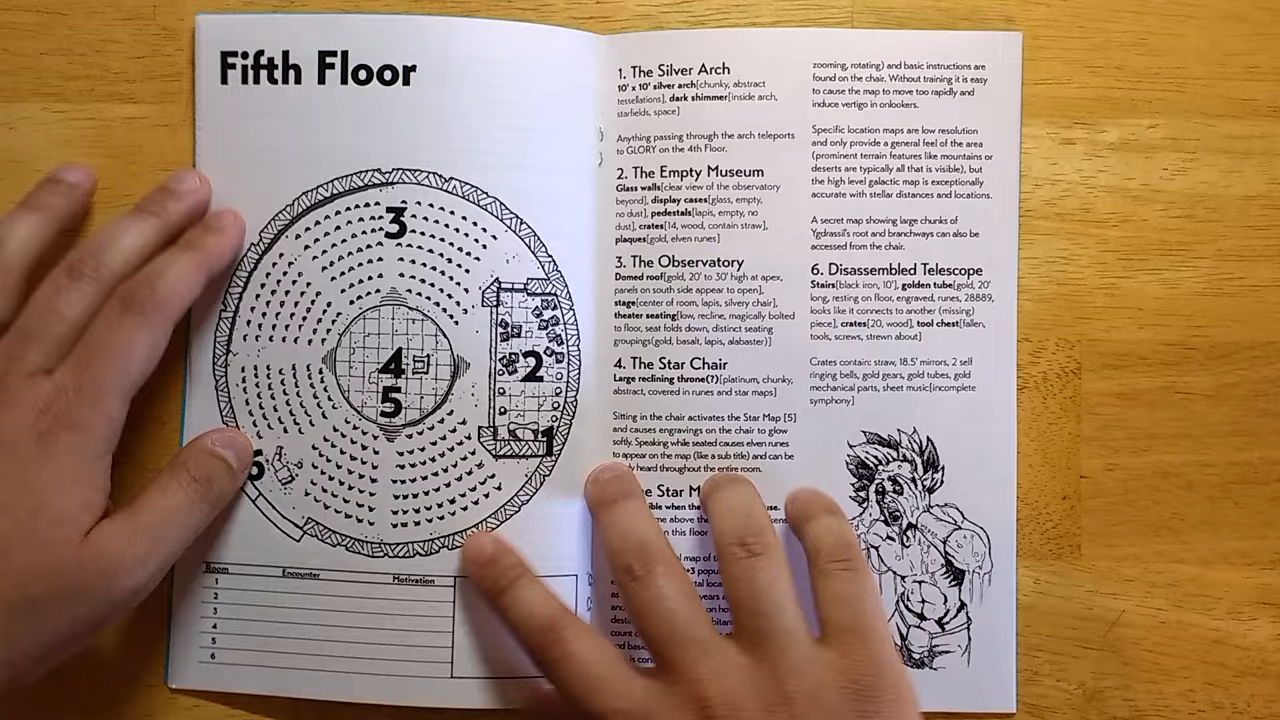 Fifth Floor
3
4
5
2
1
6
Room Encounter Motivation
1
2
3
4
5
6
1. The Silver Arch
10' x 10' silver arch[chunky, abstract
tessellations], dark shimmer[inside arch,
starfields, space]
Anything passing through the arch teleports
to GLORY on the 4th Floor.
2. The Empty Museum
Glass walls[clear view of the observatory
beyond], display cases[glass, empty,
no dust], pedestals[lapis, empty, no
dust], crates[14, wood, contain straw],
plaques[gold, elven runes]
3. The Observatory
Domed roof[gold, 20' to 30' high at apex,
panels on south side appear to open],
stage[center of room, lapis, silvery chair],
theater seating[low, recline, magically bolted
to floor, seat folds down, distinct seating
groupings(gold, basalt, lapis, alabaster)]
4. The Star Chair
Large reclining throne(?)[platinum, chunky,
abstract, covered in runes and star maps]
Sitting in the chair activates the Star Map [5]
and causes engravings on the chair to glow
softly. Speaking while seated causes elven runes
to appear on the map (like a sub title) and can be
heard throughout the entire room.
Star
when the
above the
this floor
map of
years
and
count
and
is
zooming, rotating) and basic instructions are
found on the chair. Without training it is easy
to cause the map to move too rapidly and
induce vertigo in onlookers.
Specific location maps are low resolution
and only provide a general feel of the area
(prominent terrain features like mountains or
deserts are typically all that is visible), but
the high level galactic map is exceptionally
accurate with stellar distances and locations.
A secret map showing large chunks of
Ygdrassil's root and branchways can also be
accessed from the chair.
6. Disassembled Telescope
Stairs[black iron, 10'], golden tube[gold, 20'
long, resting on floor, engraved, runes, 28889,
looks like it connects to another (missing)
piece], crates[20, wood], tool chest[fallen,
tools, screws, strewn about]
Crates contain: straw, 18.5' mirrors, 2 self
ringing bells, gold gears, gold tubes, gold
mechanical parts, sheet music[incomplete
symphony]